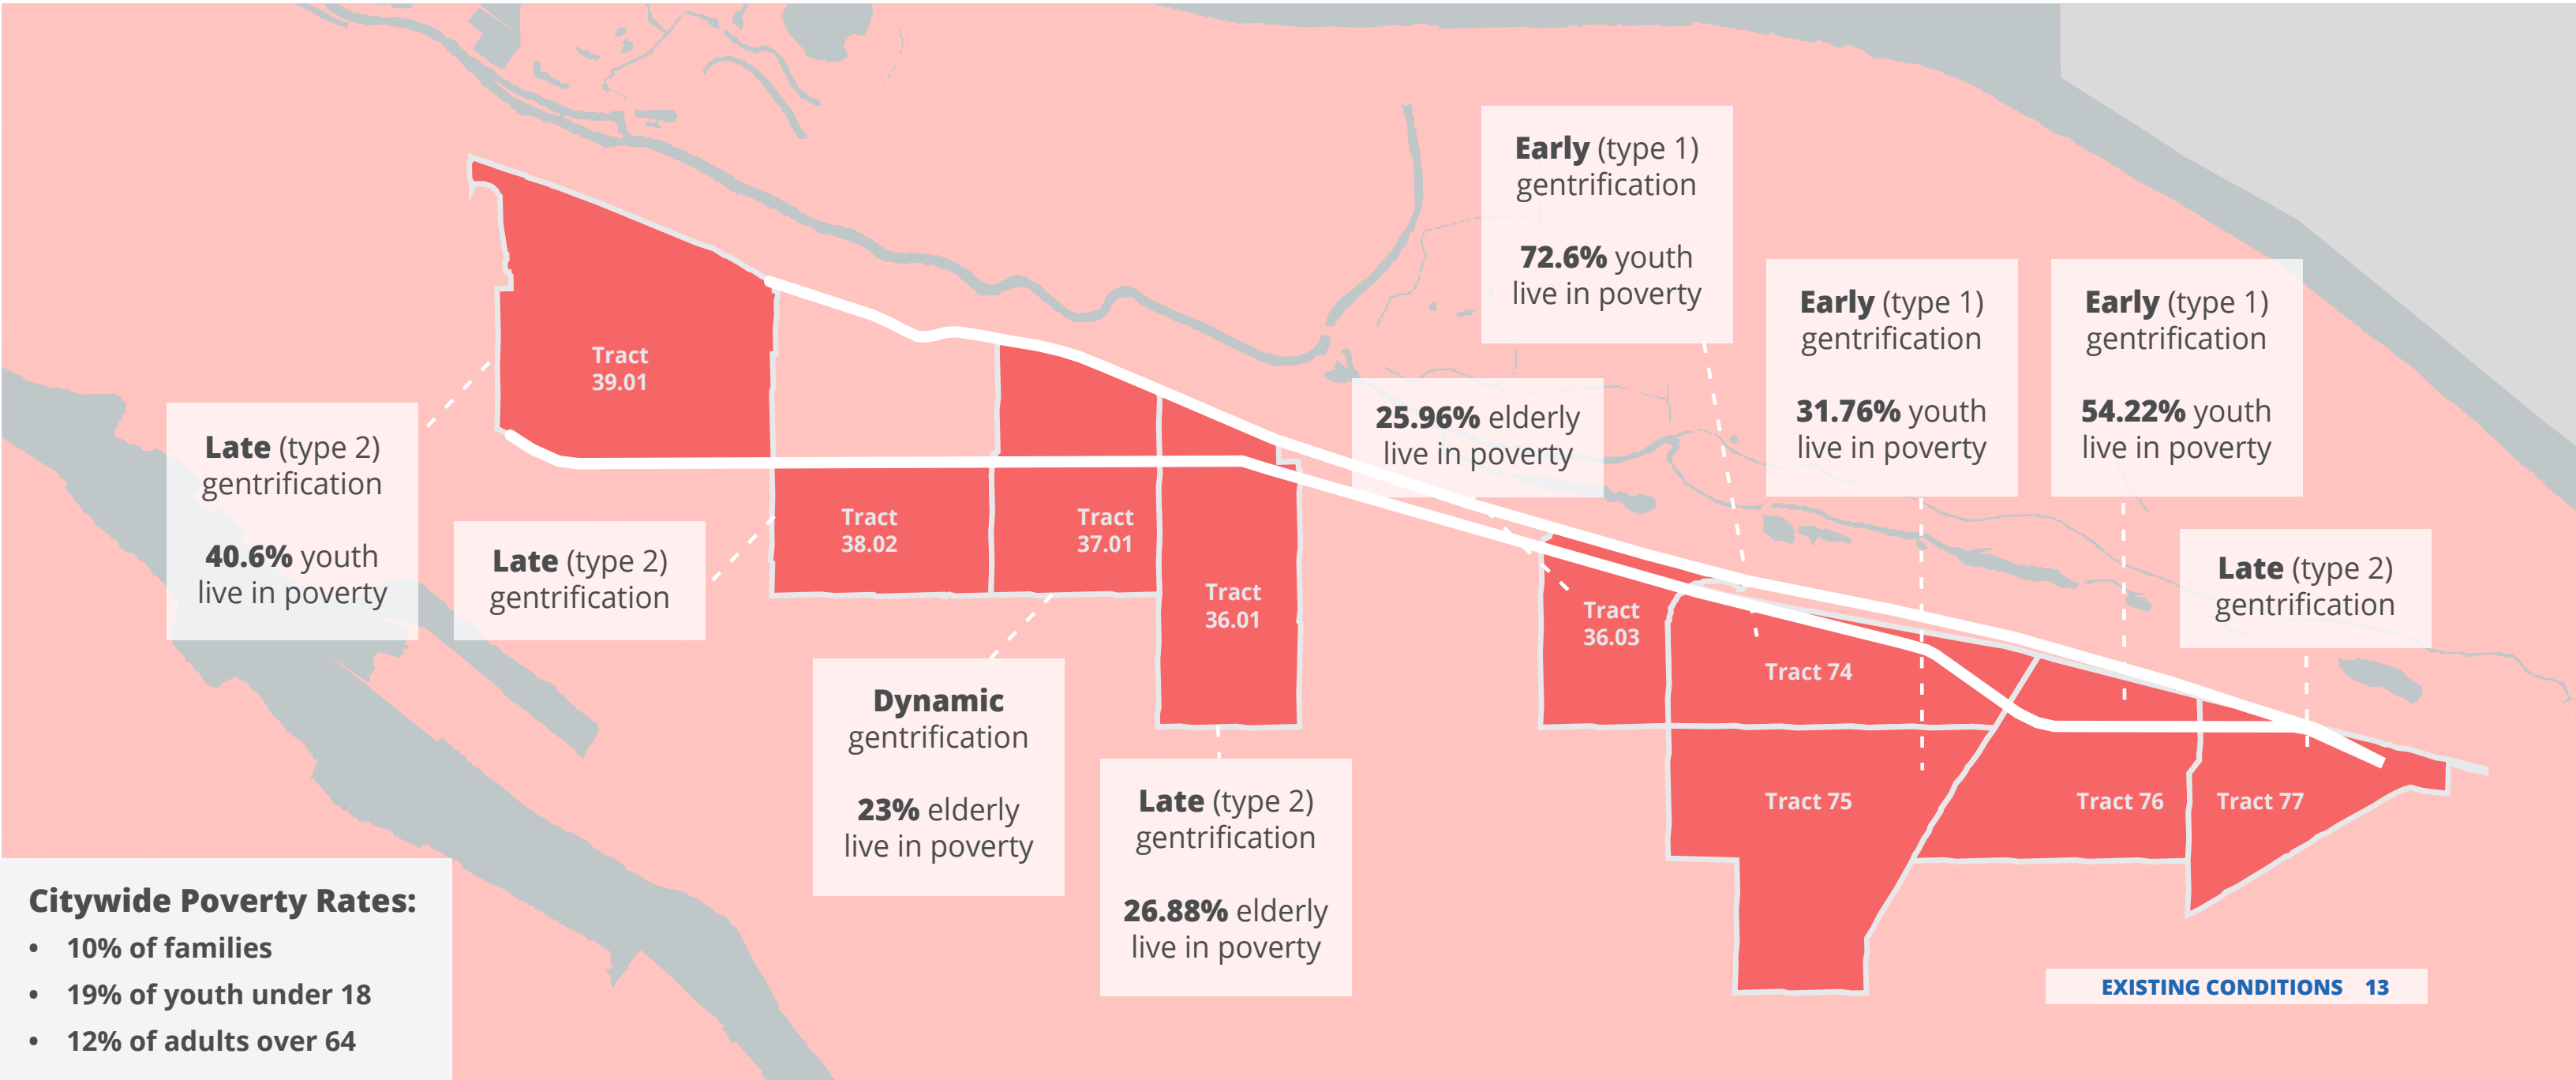 Early (type 1)
gentrification
72.6% youth
live in poverty
Early (type 1)
gentrification
31.76% youth
live in poverty
Early (type 1)
gentrification
54.22% youth
live in poverty
Tract
39.01
25.96% elderly
live in poverty
Late (type 2)
gentrification
40.6% youth
live in poverty
Late (type 2)
gentrification
Tract
38.02
Tract
37.01
Tract
36.01
Tract
36.03
Late (type 2)
gentrification
Tract 74
Dynamic
gentrification
23% elderly
live in poverty
Late (type 2)
gentrification
26.88% elderly
live in poverty
Tract 75
Tract 76
Tract 77
Citywide Poverty Rates:
• 10% of families
• 19% of youth under 18
• 12% of adults over 64
EXISTING CONDITIONS 13